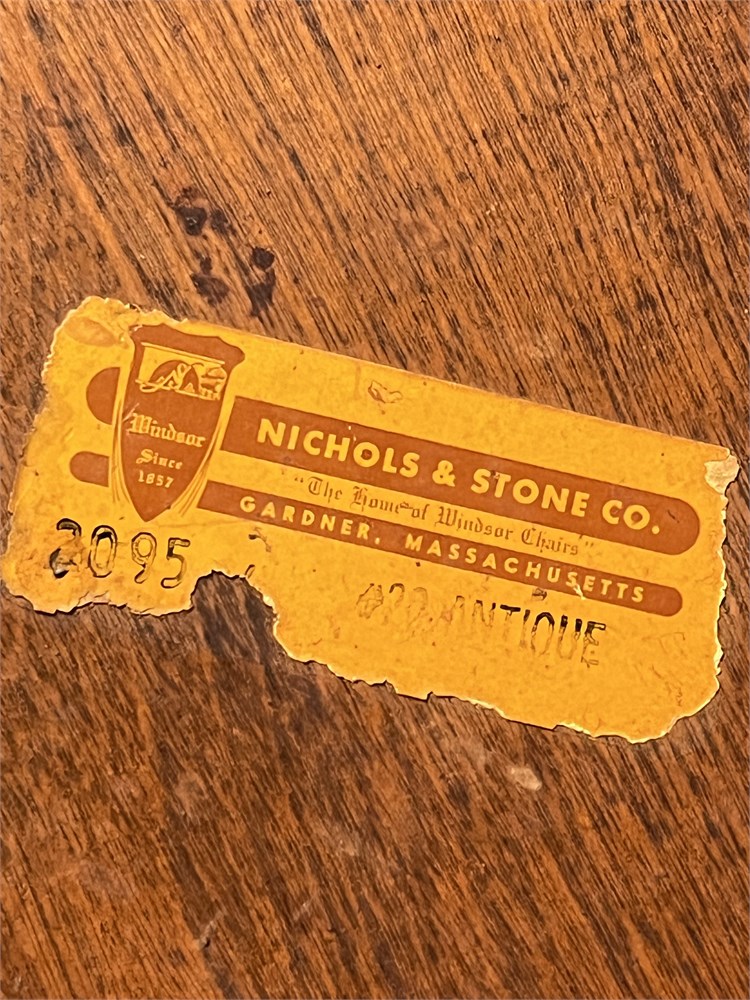 Windsor
Since
1857
NICHOLS & STONE CO.
"The Home of Windsor Chairs"
GARDNER, MASSACHUSETTS
2095
ANTIQUE